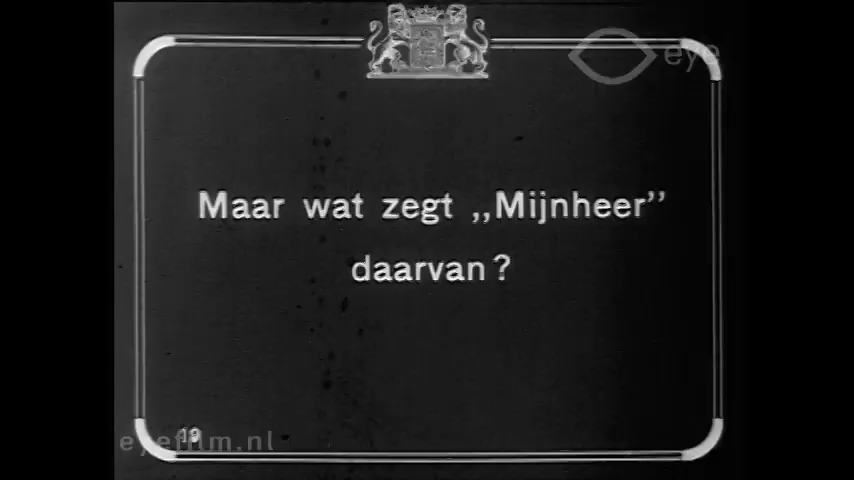 eye
Maar wat zegt ,,Mijnheer”
daarvan?
19
eyefilm.nl